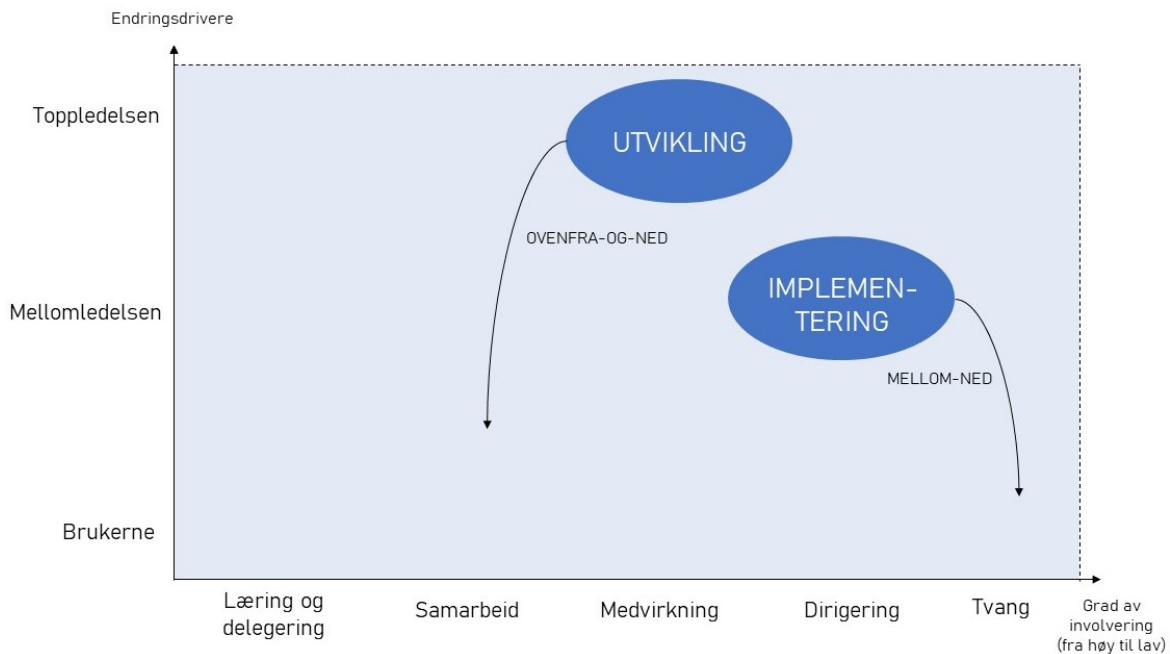 Endringsdrivere
Toppledelsen
UTVIKLING
OVENFRA-OG-NED
Mellomledelsen
IMPLEMEN-
TERING
MELLOM-NED
Brukerne
Læring og
delegering
Samarbeid
Medvirkning
Dirigering
Tvang
Grad av
involvering
(fra høy til lav)